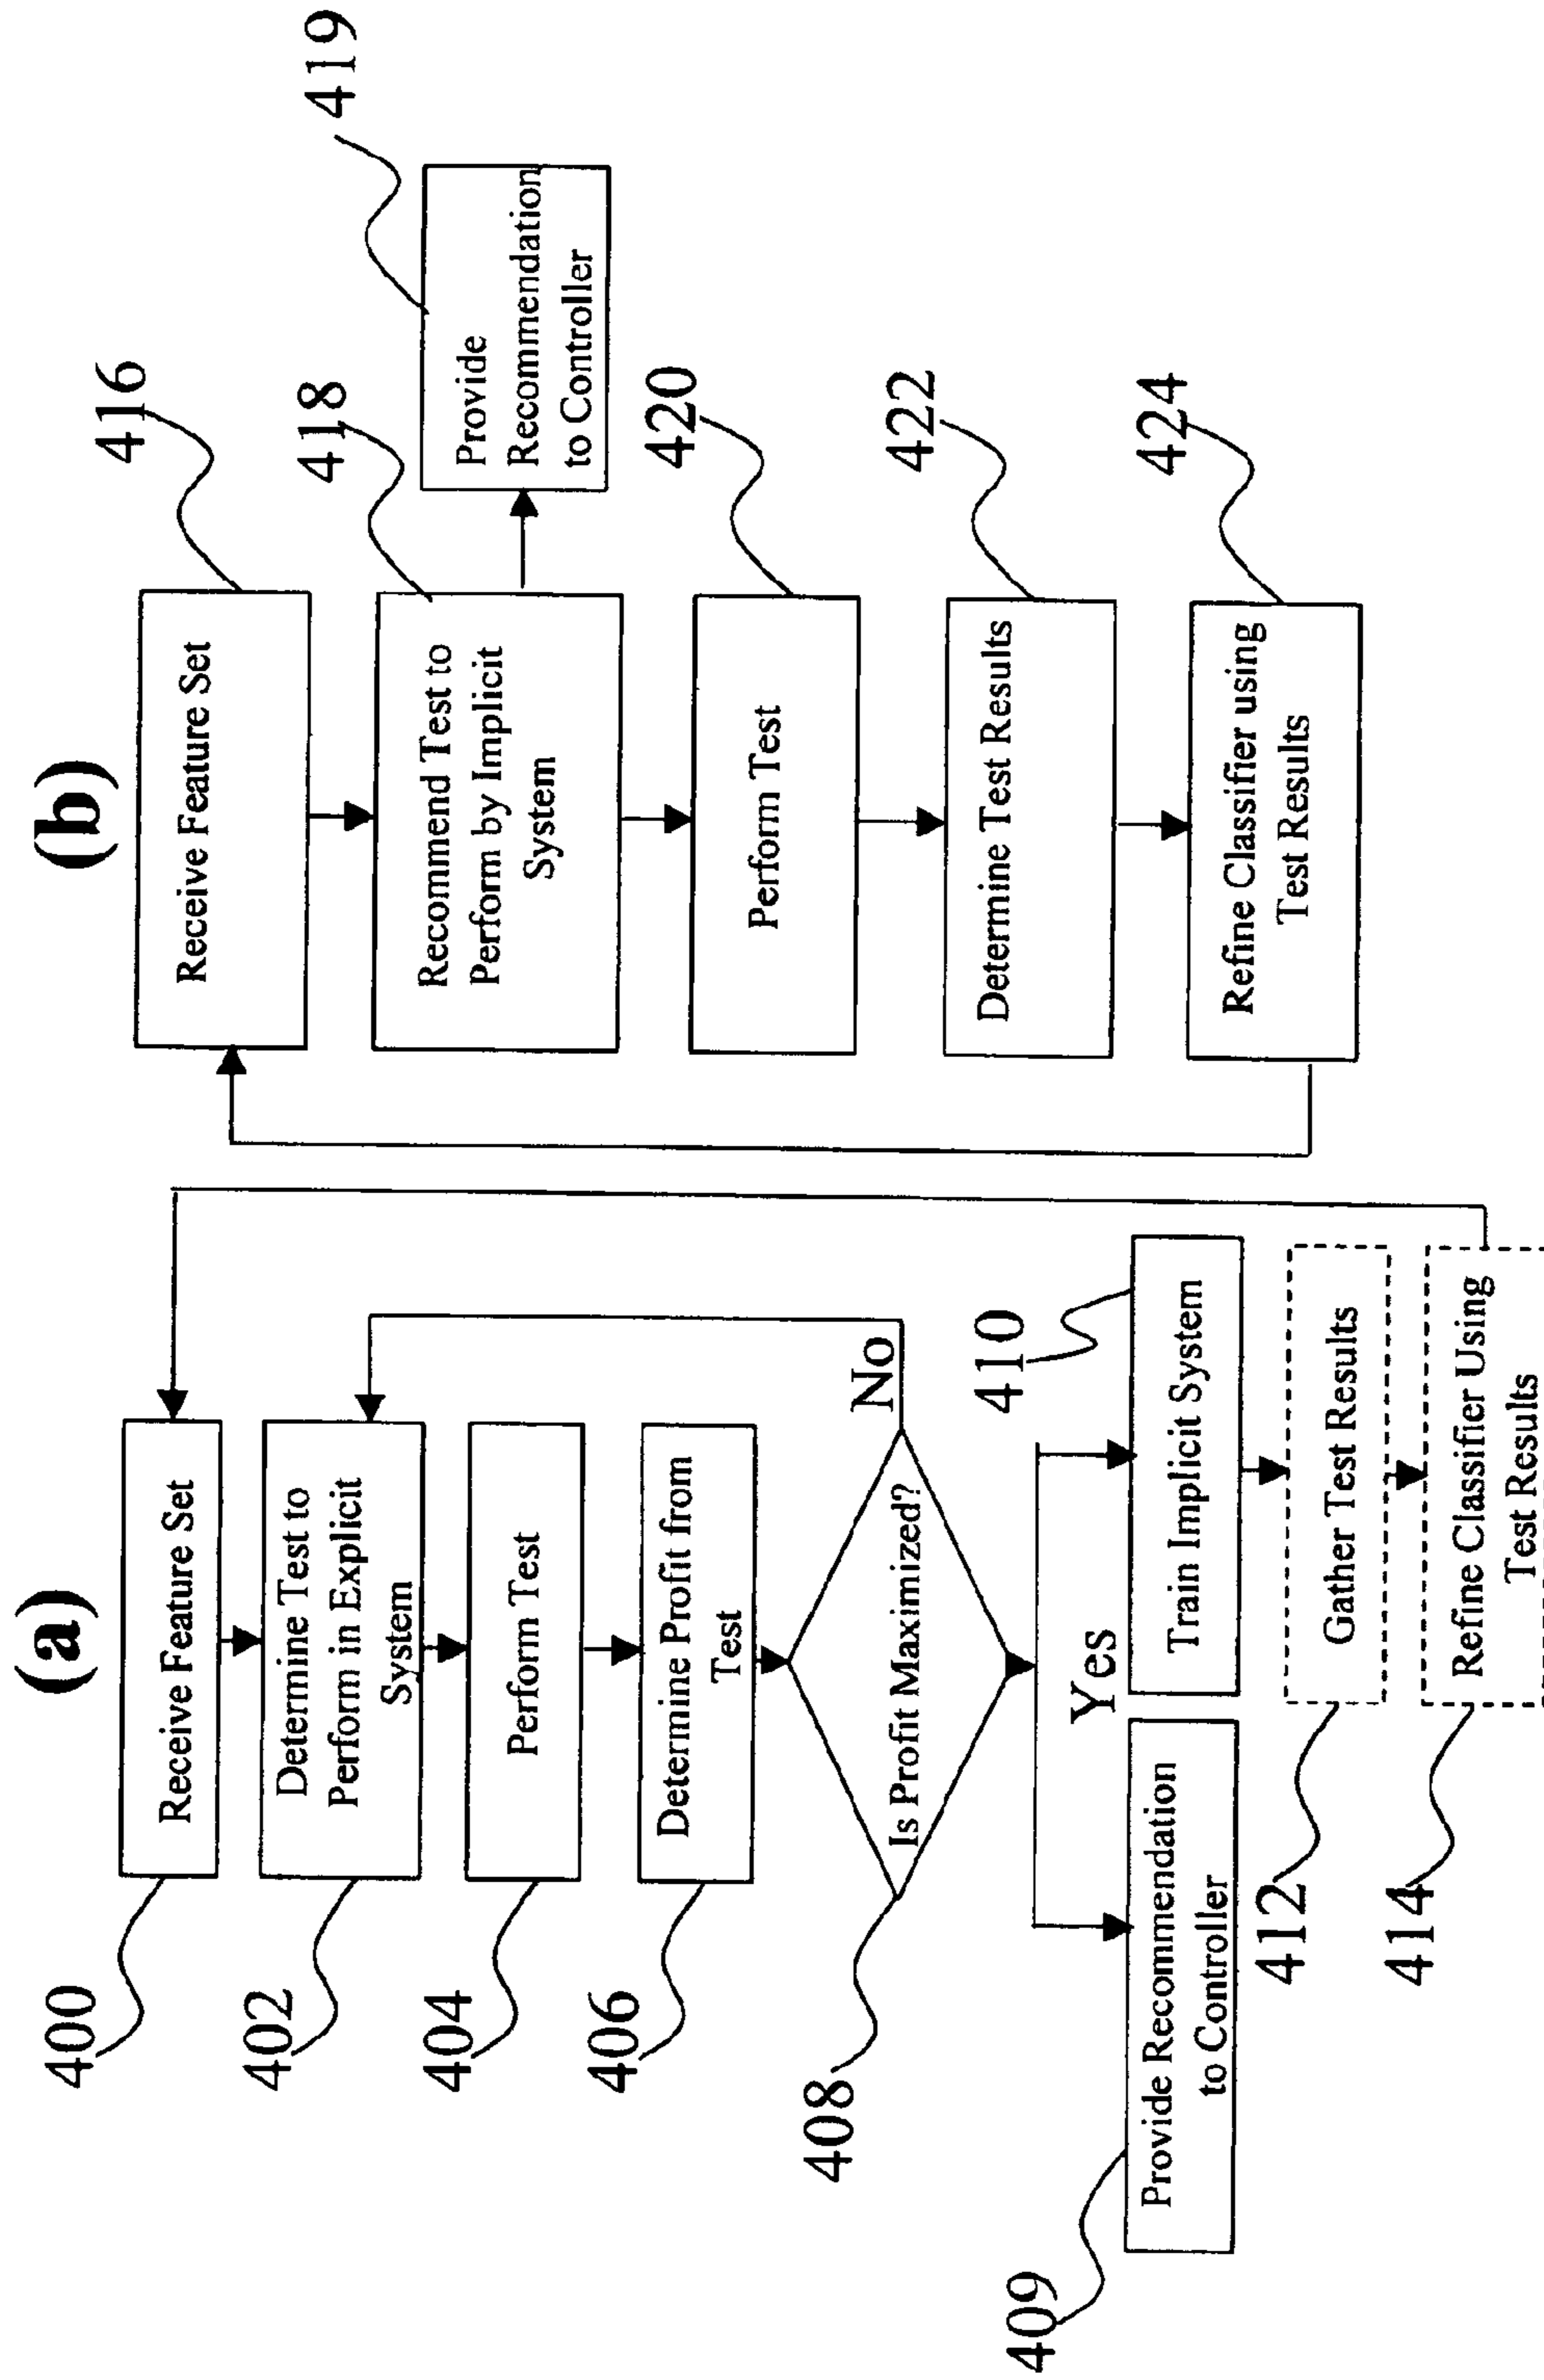 (a)
400
Receive Feature Set
402
Determine Test to
Perform in Explicit
System
404
Perform Test
406
Determine Profit from
Test
408
Is Profit Maximized?
No
Yes
409
Provide Recommendation
to Controller
410
Train Implicit System
412
Gather Test Results
414
Refine Classifier Using
Test Results
(b)
416
Receive Feature Set
418
Recommend Test to
Perform by Implicit
System
419
Provide
Recommendation
to Controller
420
Perform Test
422
Determine Test Results
424
Refine Classifier using
Test Results